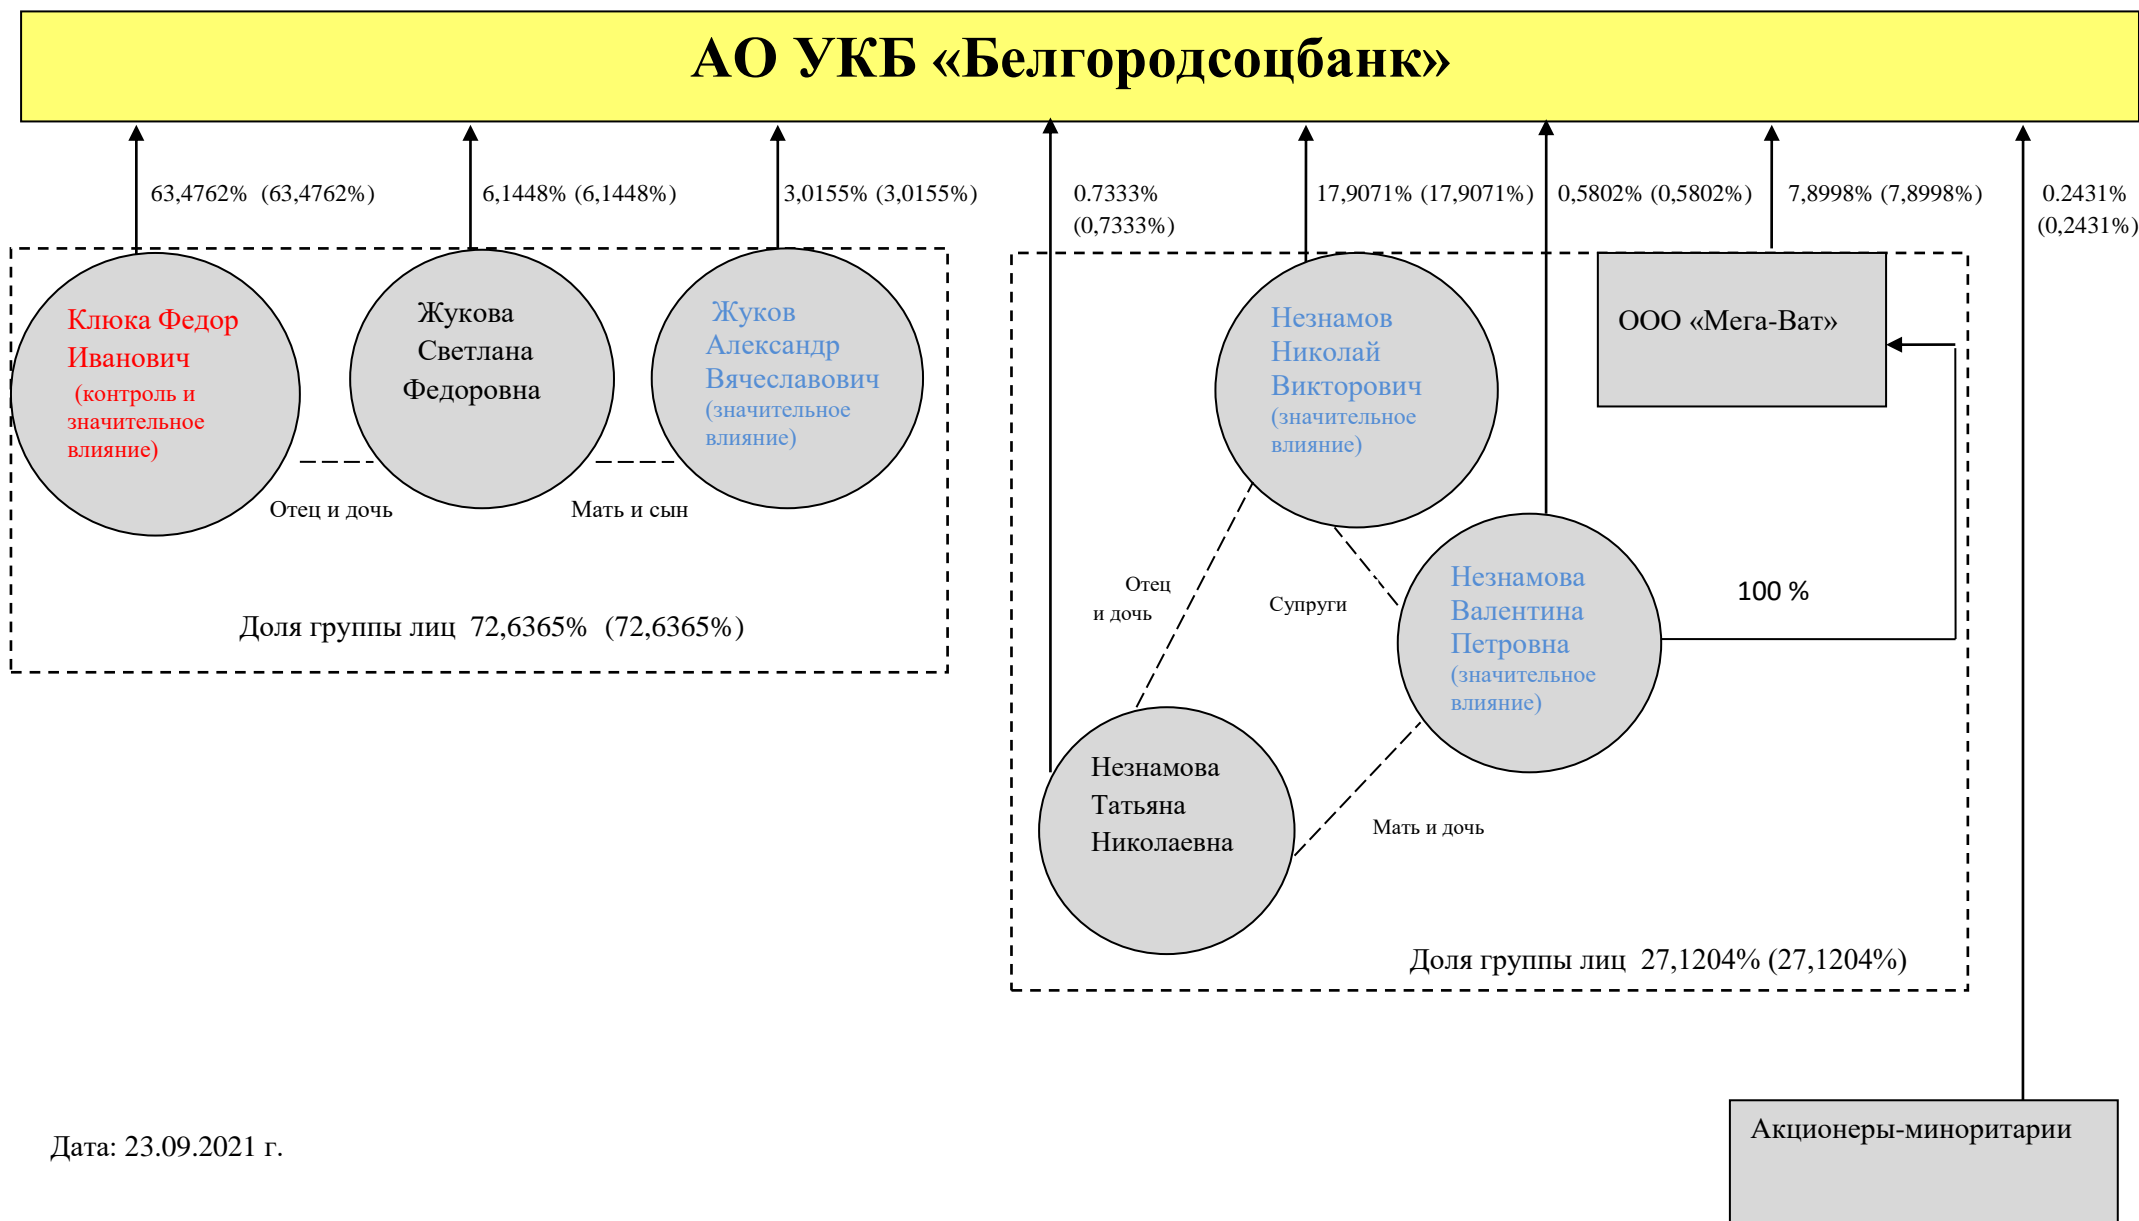 АО УКБ «Белгородсоцбанк»
63,4762% (63,4762%)
6,1448% (6,1448%)
3,0155% (3,0155%)
0.7333%
(0,7333%)
17,9071% (17,9071%)
0,5802% (0,5802%)
7,8998% (7,8998%)
0.2431%
(0,2431%)
Клюка Федор
Иванович
(контроль и
значительное
влияние)
Жукова
Светлана
Федоровна
Жуков
Александр
Вячеславович
(значительное
влияние)
Отец и дочь
Мать и сын
Доля группы лиц 72,6365% (72,6365%)
Незнамов
Николай
Викторович
(значительное
влияние)
ООО «Мега-Ват»
Отец
и дочь
Супруги
Незнамова
Валентина
Петровна
(значительное
влияние)
100 %
Незнамова
Татьяна
Николаевна
Мать и дочь
Доля группы лиц 27,1204% (27,1204%)
Акционеры-миноритарии
Дата: 23.09.2021 г.